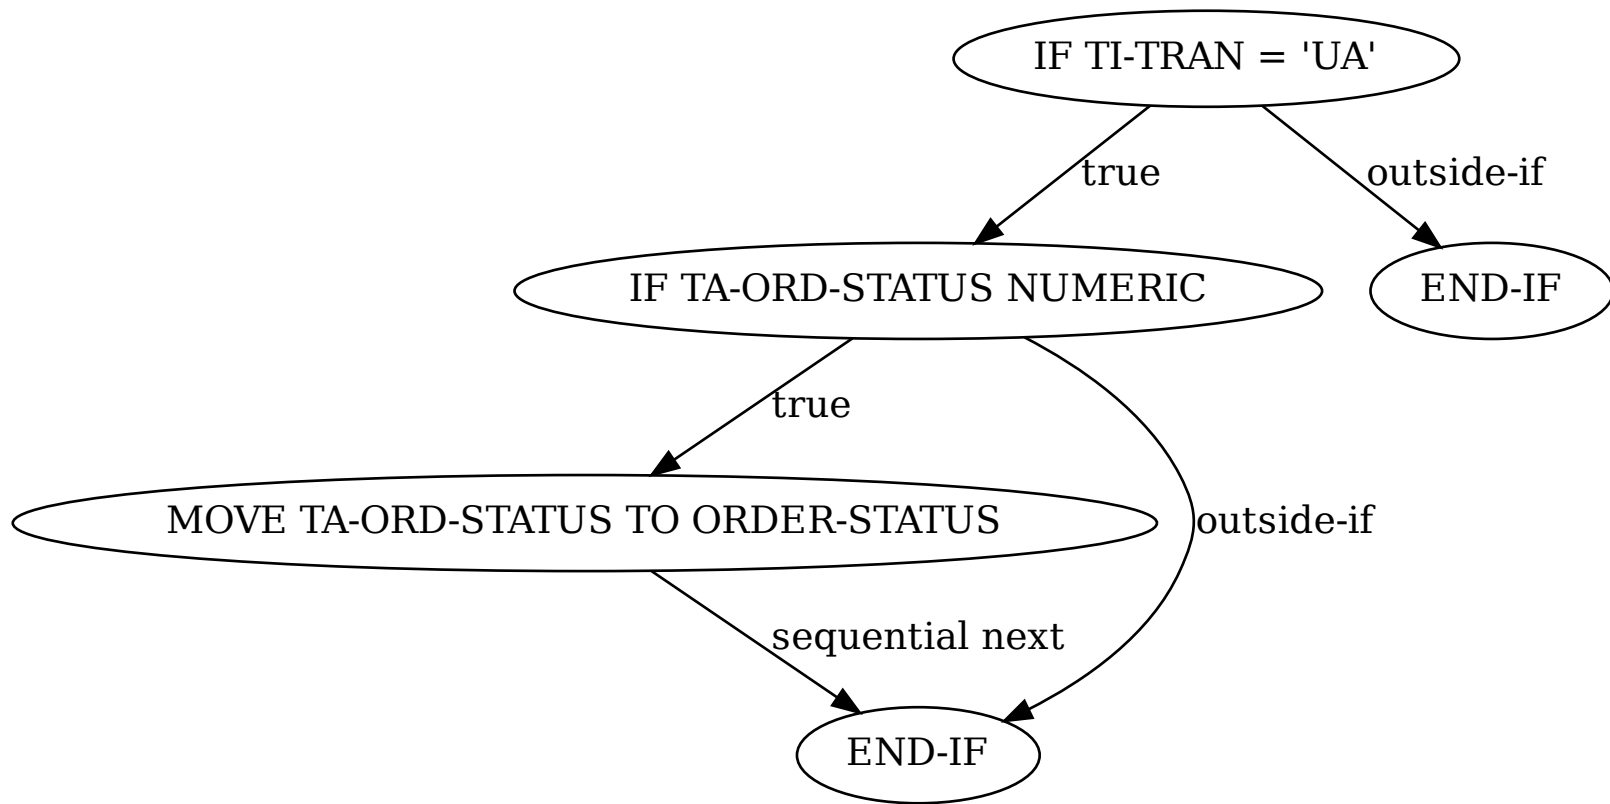 IF TI-TRAN = 'UA'
true
outside-if
IF TA-ORD-STATUS NUMERIC
END-IF
true
MOVE TA-ORD-STATUS TO ORDER-STATUS
outside-if
sequential next
END-IF